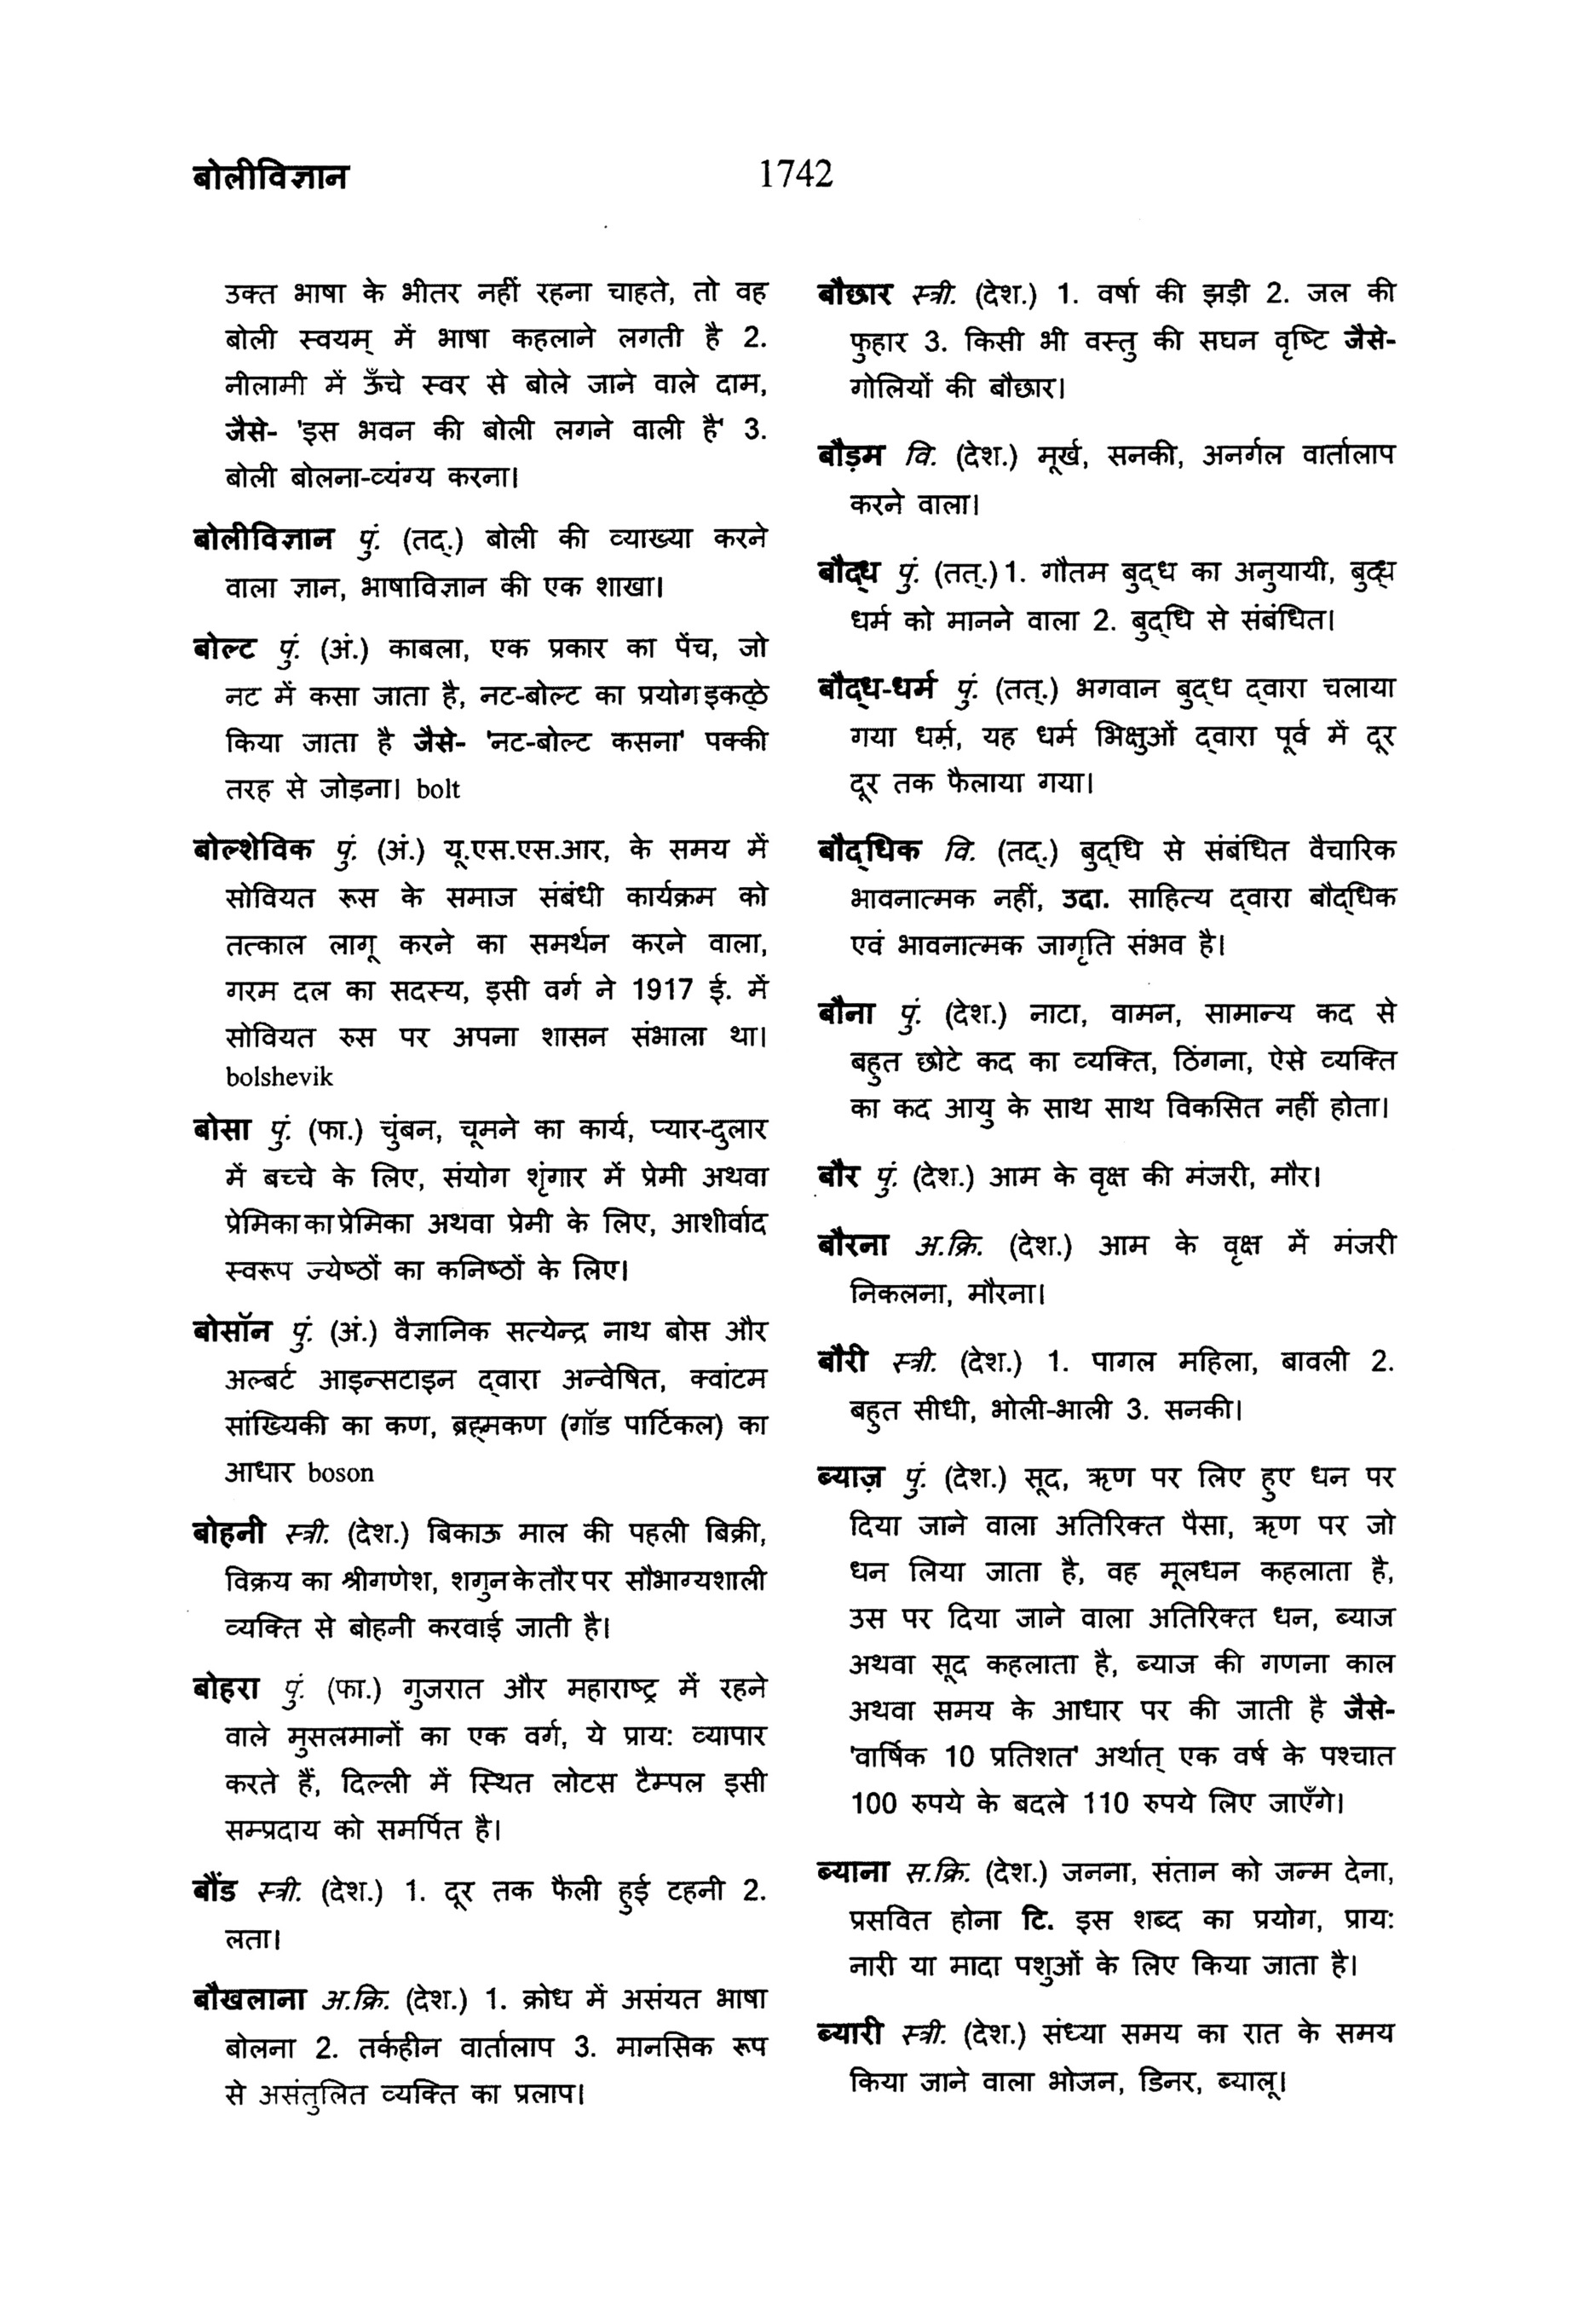 बोलीविज्ञान
1742
उक्त भाषा के भीतर नहीं रहना चाहते, तो वह
बोली स्वयम् में भाषा कहलाने लगती है 2.
नीलामी में ऊँचे स्वर से बोले जाने वाले दाम,
जैसे- 'इस भवन की बोली लगने वाली है' 3.
बोली बोलना-व्यंग्य करना।
बोलीविज्ञान पुं. (तद्.) बोली की व्याख्या करने
वाला ज्ञान, भाषाविज्ञान की एक शाखा।
बोल्ट पुं. (अं.) काबला, एक प्रकार का पेंच, जो
नट में कसा जाता है, नट-बोल्ट का प्रयोग इकट्ठे
किया जाता है जैसे- 'नट-बोल्ट कसना' पक्की
तरह से जोड़ना। bolt
बोल्शेविक पुं. (अं.) यू.एस.एस.आर, के समय में
सोवियत रूस के समाज संबंधी कार्यक्रम को
तत्काल लागू करने का समर्थन करने वाला,
गरम दल का सदस्य, इसी वर्ग ने 1917 ई. में
सोवियत रुस पर अपना शासन संभाला था।
bolshevik
बोसा पुं. (फा.) चुंबन, चूमने का कार्य, प्यार-दुलार
में बच्चे के लिए, संयोग शृंगार में प्रेमी अथवा
प्रेमिका का प्रेमिका अथवा प्रेमी के लिए, आशीर्वाद
स्वरूप ज्येष्ठों का कनिष्ठों के लिए।
बोसॉन पुं. (अं.) वैज्ञानिक सत्येन्द्र नाथ बोस और
अल्बर्ट आइन्सटाइन द्वारा अन्वेषित, क्वांटम
सांख्यिकी का कण, ब्रह्मकण (गॉड पार्टिकल) का
आधार boson
बोहनी स्त्री. (देश.) बिकाऊ माल की पहली बिक्री,
विक्रय का श्रीगणेश, शगुन के तौर पर सौभाग्यशाली
व्यक्ति से बोहनी करवाई जाती है।
बोहरा पुं. (फा.) गुजरात और महाराष्ट्र में रहने
वाले मुसलमानों का एक वर्ग, ये प्राय: व्यापार
करते हैं, दिल्ली में स्थित लोटस टैम्पल इसी
सम्प्रदाय को समर्पित है।
बौंड स्त्री. (देश.) 1. दूर तक फैली हुई टहनी 2.
लता।
बौखलाना अ.क्रि. (देश.) 1. क्रोध में असंयत भाषा
बोलना 2. तर्कहीन वार्तालाप 3. मानसिक रूप
से असंतुलित व्यक्ति का प्रलाप।
बौछार स्त्री. (देश.) 1. वर्षा की झड़ी 2. जल की
फुहार 3. किसी भी वस्तु की सघन वृष्टि जैसे-
गोलियों की बौछार।
बौड़म वि. (देश.) मूर्ख, सनकी, अनर्गल वार्तालाप
करने वाला।
बौद्ध पुं. (तत्.) 1. गौतम बुद्ध का अनुयायी, बुद्ध
धर्म को मानने वाला 2. बुद्धि से संबंधित।
बौद्ध-धर्म पुं. (तत्.) भगवान बुद्ध द्वारा चलाया
गया धर्म, यह धर्म भिक्षुओं द्वारा पूर्व में दूर
दूर तक फैलाया गया।
बौद्धिक वि. (तद्.) बुद्धि से संबंधित वैचारिक
भावनात्मक नहीं, उदा. साहित्य द्वारा बौद्धिक
एवं भावनात्मक जागृति संभव है।
बौना पुं. (देश.) नाटा, वामन, सामान्य कद से
बहुत छोटे कद का व्यक्ति, ठिंगना, ऐसे व्यक्ति
का कद आयु के साथ साथ विकसित नहीं होता।
बौर पुं. (देश.) आम के वृक्ष की मंजरी, मौर।
बौरना अ.क्रि. (देश.) आम के वृक्ष में मंजरी
निकलना, मौरना।
बौरी स्त्री. (देश.) 1. पागल महिला, बावली 2.
बहुत सीधी, भोली-भाली 3. सनकी।
ब्याज़ पुं. (देश.) सूद, ऋण पर लिए हुए धन पर
दिया जाने वाला अतिरिक्त पैसा, ऋण पर जो
धन लिया जाता है, वह मूलधन कहलाता है,
उस पर दिया जाने वाला अतिरिक्त धन, ब्याज
अथवा सूद कहलाता है, ब्याज की गणना काल
अथवा समय के आधार पर की जाती है जैसे-
'वार्षिक 10 प्रतिशत' अर्थात् एक वर्ष के पश्चात
100 रुपये के बदले 110 रुपये लिए जाएँगे।
ब्याना स.क्रि. (देश.) जनना, संतान को जन्म देना,
प्रसवित होना टि. इस शब्द का प्रयोग, प्राय:
नारी या मादा पशुओं के लिए किया जाता है।
ब्यारी स्त्री. (देश.) संध्या समय का रात के समय
किया जाने वाला भोजन, डिनर, ब्यालू।